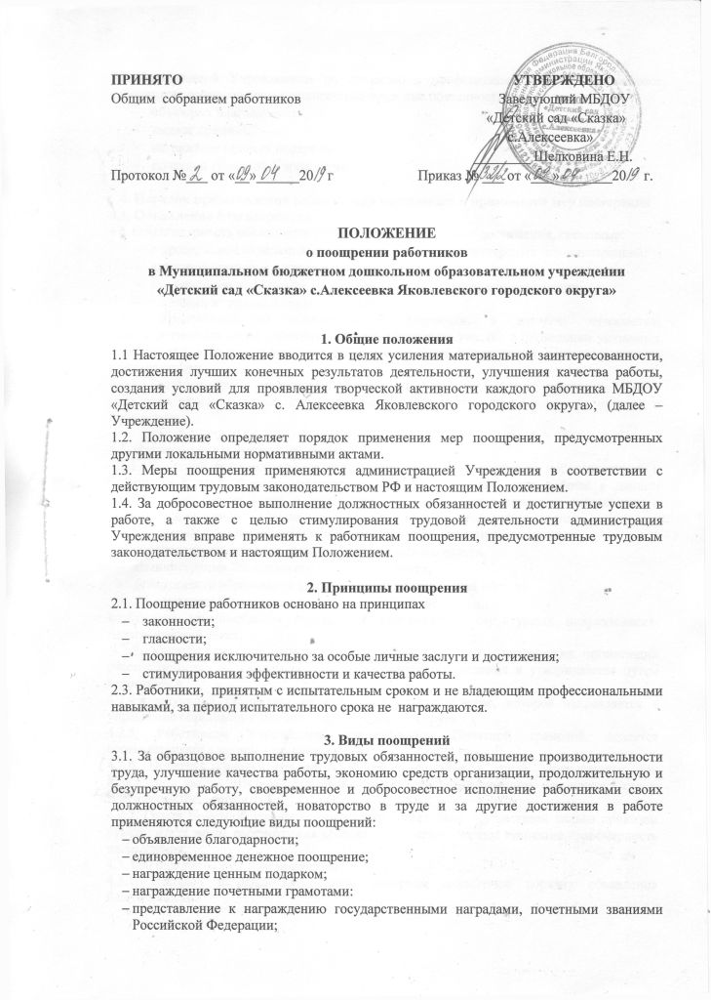 ПРИНЯТО
Общим собранием работников
Протокол № 2 от «09» 04 2019 г
УТВЕРЖДЕНО
Заведующий МБДОУ
«Детский сад «Сказка»
с.Алексеевка»
Шелковина Е.Н.
Приказ № от « » 2019 г.
ПОЛОЖЕНИЕ
о поощрении работников
в Муниципальном бюджетном дошкольном образовательном учреждении
«Детский сад «Сказка» с.Алексеевка Яковлевского городского округа»
1. Общие положения
1.1 Настоящее Положение вводится в целях усиления материальной заинтересованности,
достижения лучших конечных результатов деятельности, улучшения качества работы,
создания условий для проявления творческой активности каждого работника МБДОУ
«Детский сад «Сказка» с. Алексеевка Яковлевского городского округа», (далее –
Учреждение).
1.2. Положение определяет порядок применения мер поощрения, предусмотренных
другими локальными нормативными актами.
1.3. Меры поощрения применяются администрацией Учреждения в соответствии с
действующим трудовым законодательством РФ и настоящим Положением.
1.4. За добросовестное выполнение должностных обязанностей и достигнутые успехи в
работе, а также с целью стимулирования трудовой деятельности администрация
Учреждения вправе применять к работникам поощрения, предусмотренные трудовым
законодательством и настоящим Положением.
2. Принципы поощрения
2.1. Поощрение работников основано на принципах
– законности;
– гласности;
– поощрения исключительно за особые личные заслуги и достижения;
– стимулирования эффективности и качества работы.
2.3. Работники, принятым с испытательным сроком и не владеющим профессиональными
навыками, за период испытательного срока не награждаются.
3. Виды поощрений
3.1. За образцовое выполнение трудовых обязанностей, повышение производительности
труда, улучшение качества работы, экономию средств организации, продолжительную и
безупречную работу, своевременное и добросовестное исполнение работниками своих
должностных обязанностей, новаторство в труде и за другие достижения в работе
применяются следующие виды поощрений:
– объявление благодарности;
– единовременное денежное поощрение;
– награждение ценным подарком;
– награждение почетными грамотами:
– представление к награждению государственными наградами, почетными званиями
Российской Федерации;